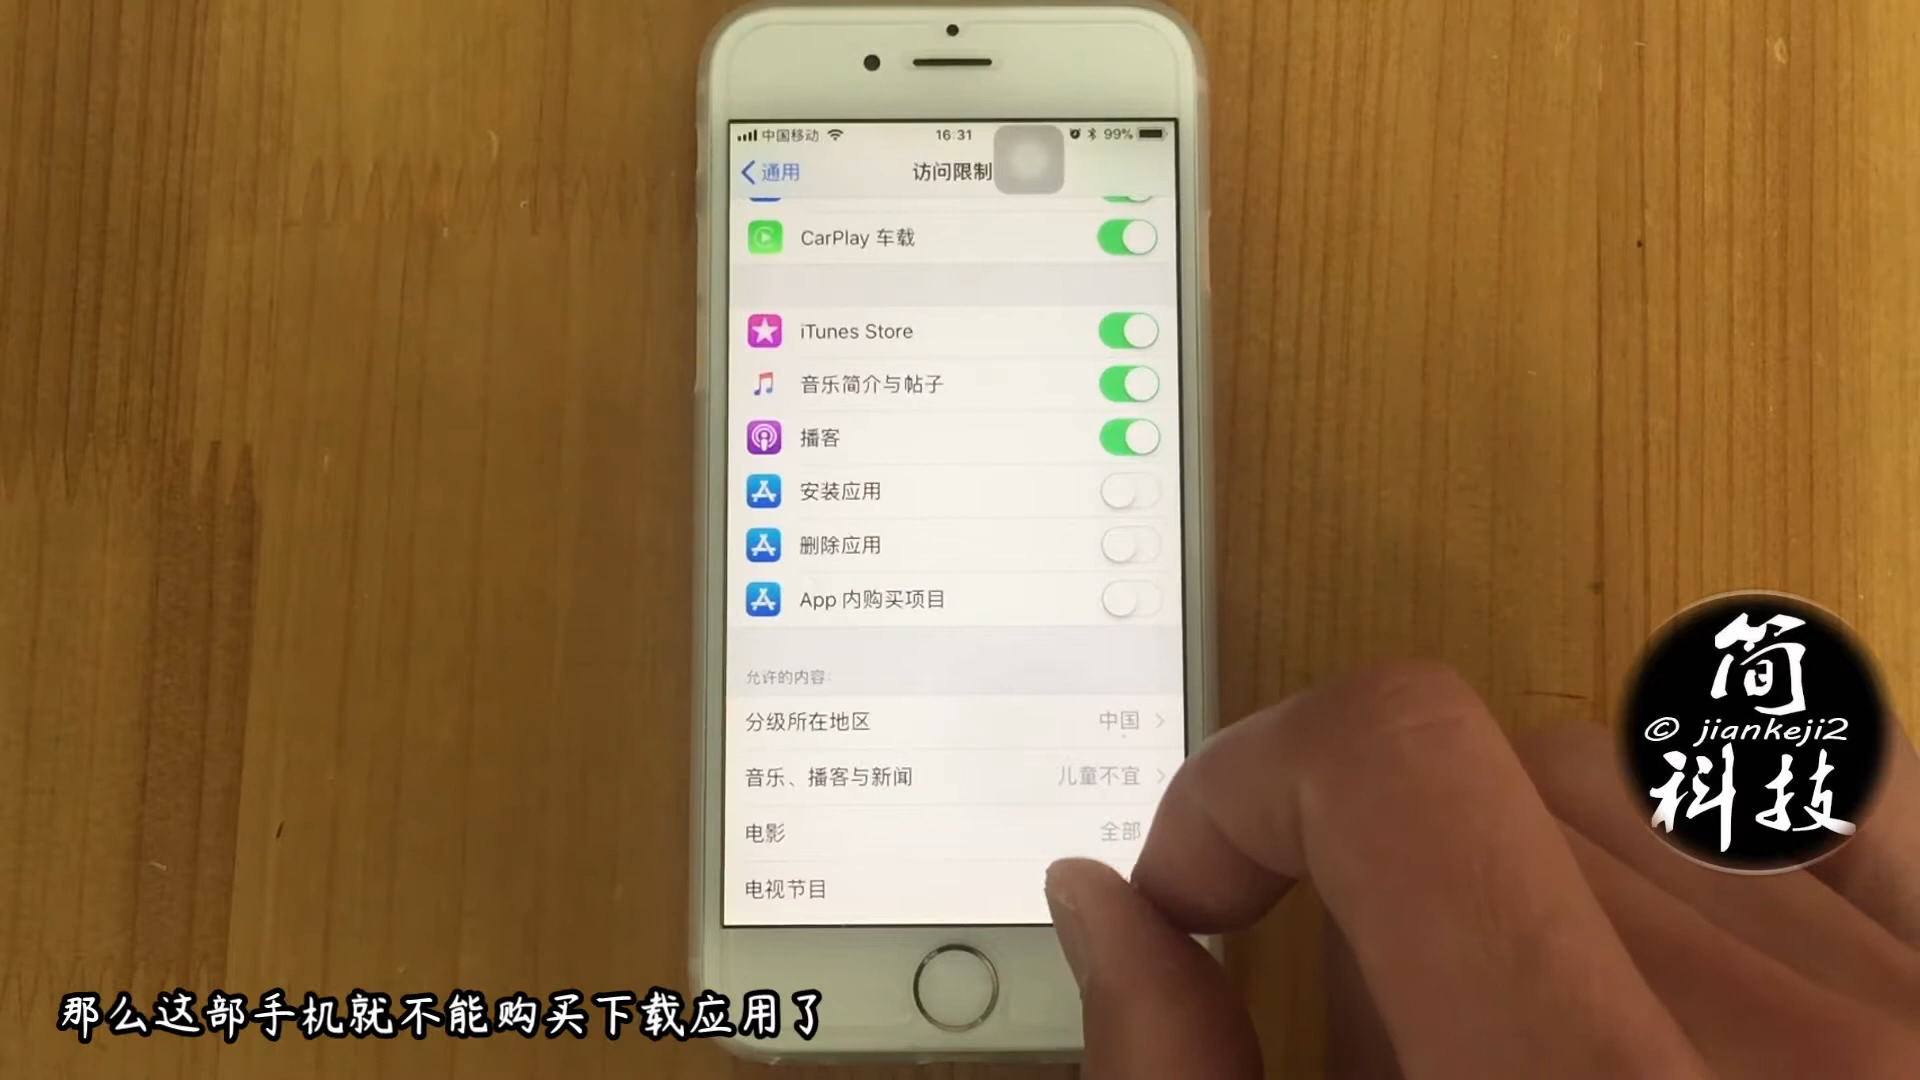 中国移动 16:31 99%
通用 访问限制
CarPlay 车载
iTunes Store
音乐简介与帖子
播客
安装应用
删除应用
App 内购买项目
允许的内容:
分级所在地区 中国
音乐、播客与新闻 儿童不宜
电影 全部
电视节目
简
© jiankeji2
科技
那么这部手机就不能购买下载应用了